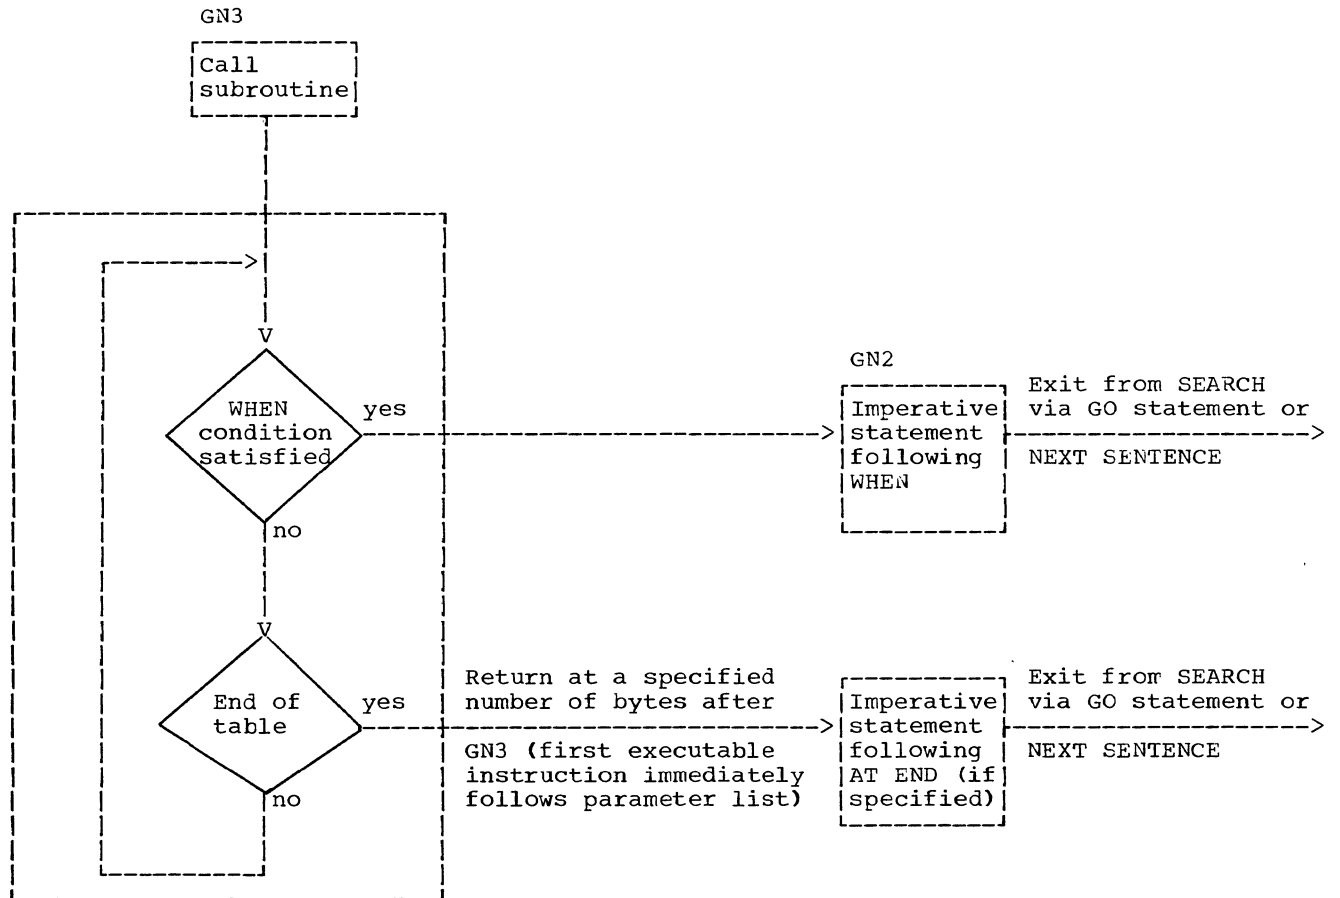 GN3
Call
subroutine
V
WHEN
condition
satisfied
yes
no
GN2
Imperative
statement
following
WHEN
Exit from SEARCH
via GO statement or
NEXT SENTENCE
V
End of
table
yes
no
Return at a specified
number of bytes after
GN3 (first executable
instruction immediately
follows parameter list)
Imperative
statement
following
AT END (if
specified)
Exit from SEARCH
via GO statement or
NEXT SENTENCE